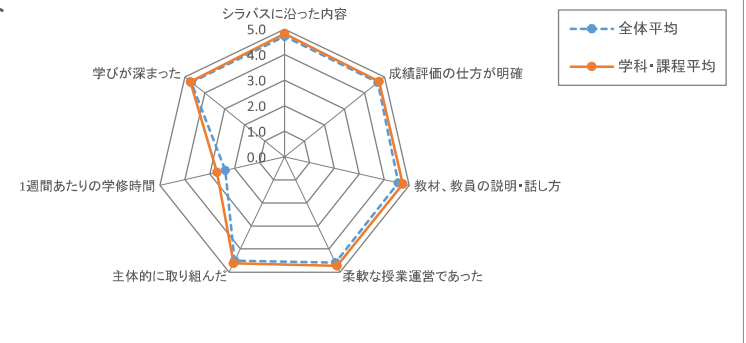 シラバスに沿った内容
5.0
4.0
3.0
2.0
1.0
0.0
成績評価の仕方が明確
教材、教員の説明・話し方
柔軟な授業運営であった
主体的に取り組んだ
1週間あたりの学修時間
学びが深まった
全体平均
学科・課程平均